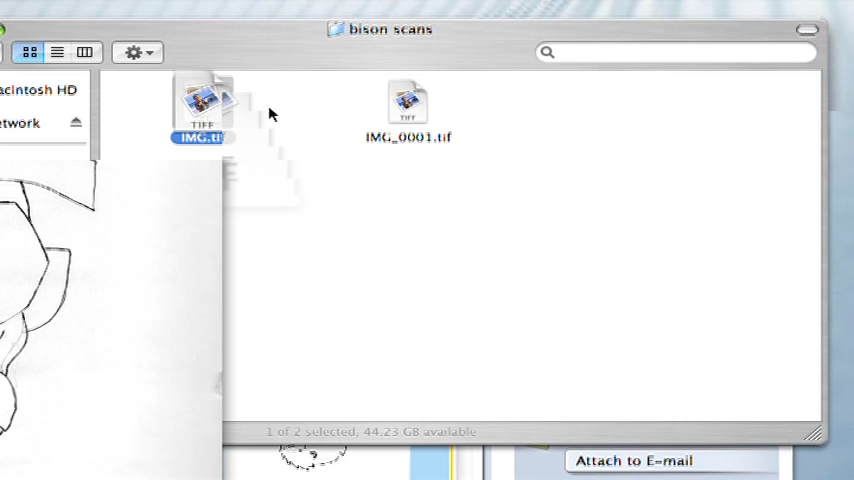 bison scans
acintosh HD
etwork
TIFF
IMG.ti
TIFF
IMG_0001.tif
1 of 2 selected, 44.23 GB available
Attach to E-mail